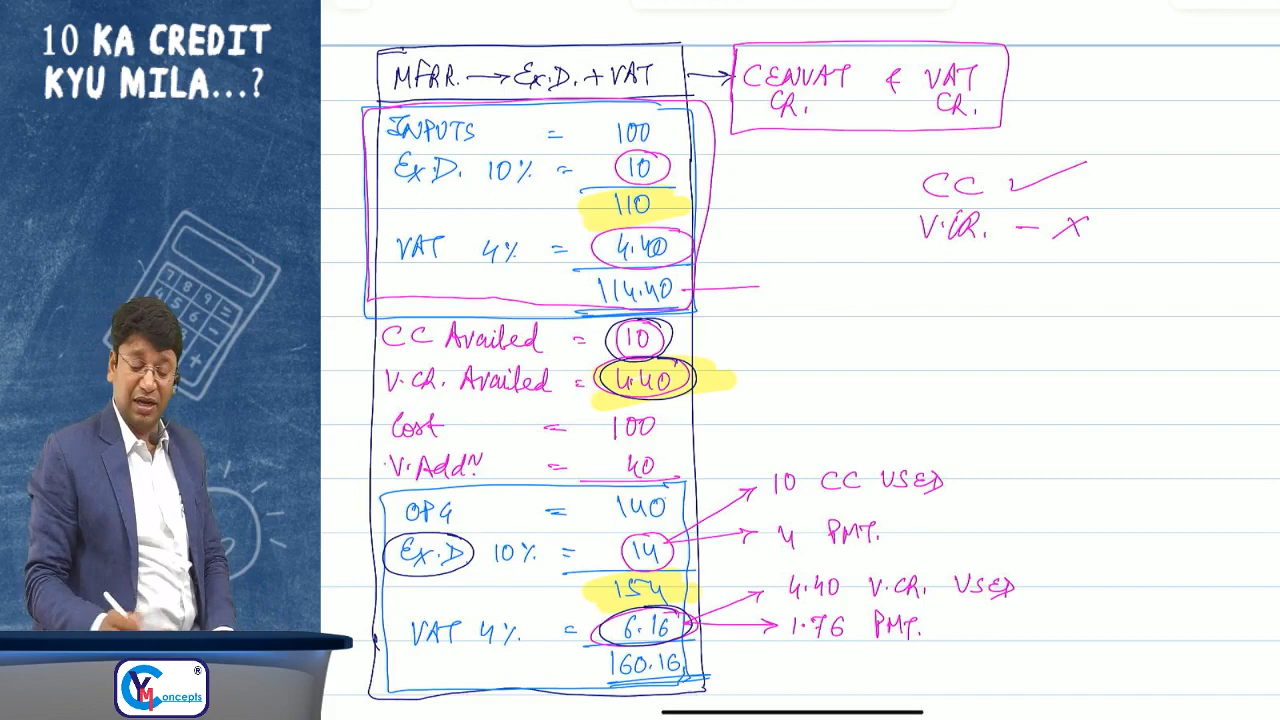 10 KA CREDIT
KYU MILA...?
MFRR. → Ex.D. + VAT → CENVAT CR. & VAT CR.
INPUTS = 100
Ex.D. 10% = 10
110
VAT 4% = 4.40
114.40
CC ✓
V.CR. - X
CC Availed = 10
V.CR. Availed = 4.40
Cost = 100
V.AddN = 40
OPG = 140
Ex.D 10% = 14
10 CC USED
4 PMT.
154
VAT 4% = 6.16
4.40 V.CR. USED
1.76 PMT.
160.16
CYM Concepts ®